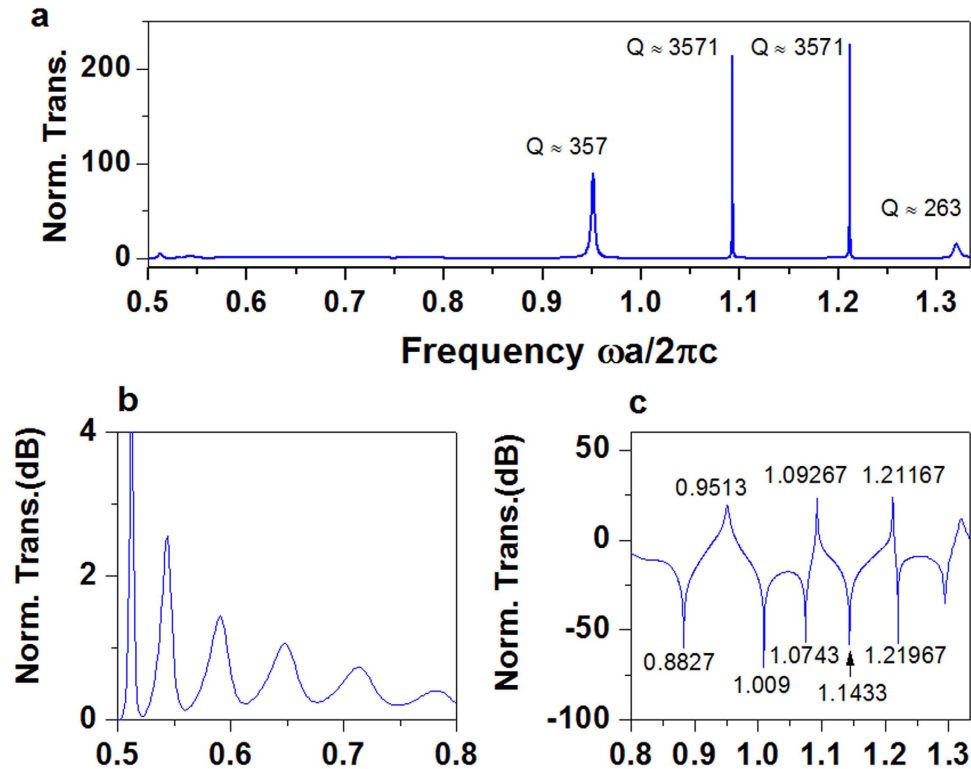 a
Norm. Trans.
200
100
0
Q ≈ 3571
Q ≈ 3571
Q ≈ 357
Q ≈ 263
0.5 0.6 0.7 0.8 0.9 1.0 1.1 1.2 1.3
Frequency ωa/2πc
b
Norm. Trans.(dB)
4
2
0
0.5 0.6 0.7 0.8
c
Norm. Trans.(dB)
50
0
-50
-100
0.9513
1.09267
1.21167
0.8827
1.009
1.0743
1.1433
1.21967
0.8 0.9 1.0 1.1 1.2 1.3